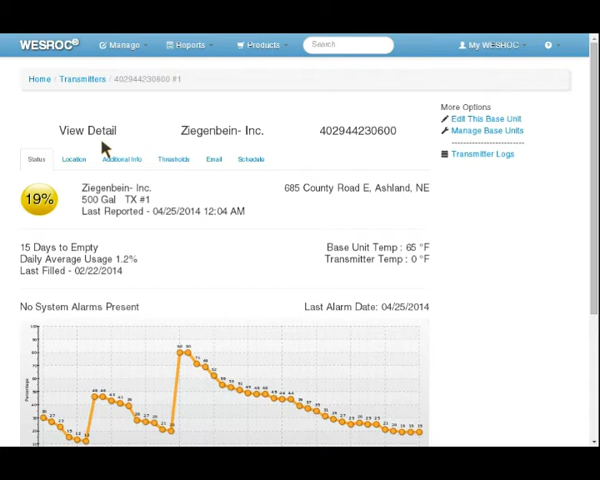 WESROC®
Manage
Reports
Products
Search
My WESROC
?
Home / Transmitters / 402944230600 #1
View Detail
Ziegenbein- Inc.
402944230600
More Options
Edit This Base Unit
Manage Base Units
Transmitter Logs
Status
Location
Additional Info
Thresholds
Email
Schedule
19%
Ziegenbein- Inc.
500 Gal TX #1
Last Reported - 04/25/2014 12:04 AM
685 County Road E, Ashland, NE
15 Days to Empty
Daily Average Usage 1.2%
Last Filled - 02/22/2014
Base Unit Temp : 65 °F
Transmitter Temp : 0 °F
No System Alarms Present
Last Alarm Date: 04/25/2014
Percentage